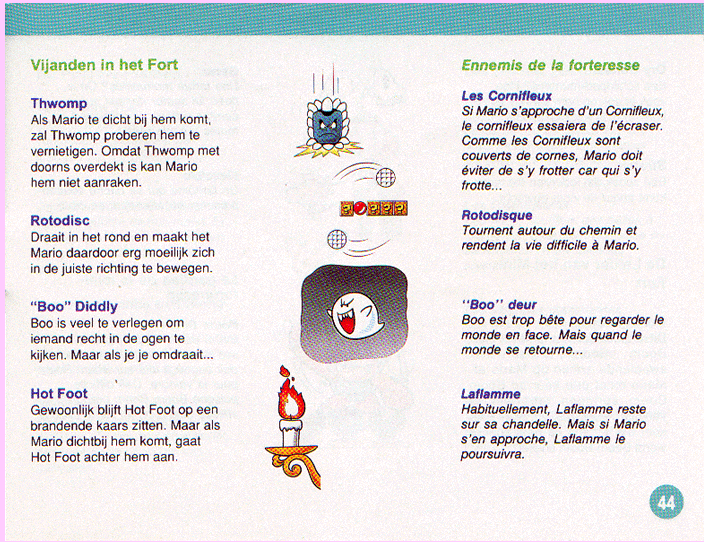 Vijanden in het Fort
Thwomp
Als Mario te dicht bij hem komt,
zal Thwomp proberen hem te
vernietigen. Omdat Thwomp met
doorns overdekt is kan Mario
hem niet aanraken.
Rotodisc
Draait in het rond en maakt het
Mario daardoor erg moeilijk zich
in de juiste richting te bewegen.
“Boo” Diddly
Boo is veel te verlegen om
iemand recht in de ogen te
kijken. Maar als je je omdraait...
Hot Foot
Gewoonlijk blijft Hot Foot op een
brandende kaars zitten. Maar als
Mario dichtbij hem komt, gaat
Hot Foot achter hem aan.
? ? ? ?
Ennemis de la forteresse
Les Cornifleux
Si Mario s'approche d'un Cornifleux,
le cornifleux essaiera de l'écraser.
Comme les Cornifleux sont
couverts de cornes, Mario doit
éviter de s'y frotter car qui s'y
frotte...
Rotodisque
Tournent autour du chemin et
rendent la vie difficile à Mario.
‘‘Boo’’ deur
Boo est trop bête pour regarder le
monde en face. Mais quand le
monde se retourne...
Laflamme
Habituellement, Laflamme reste
sur sa chandelle. Mais si Mario
s'en approche, Laflamme le
poursuivra.
44